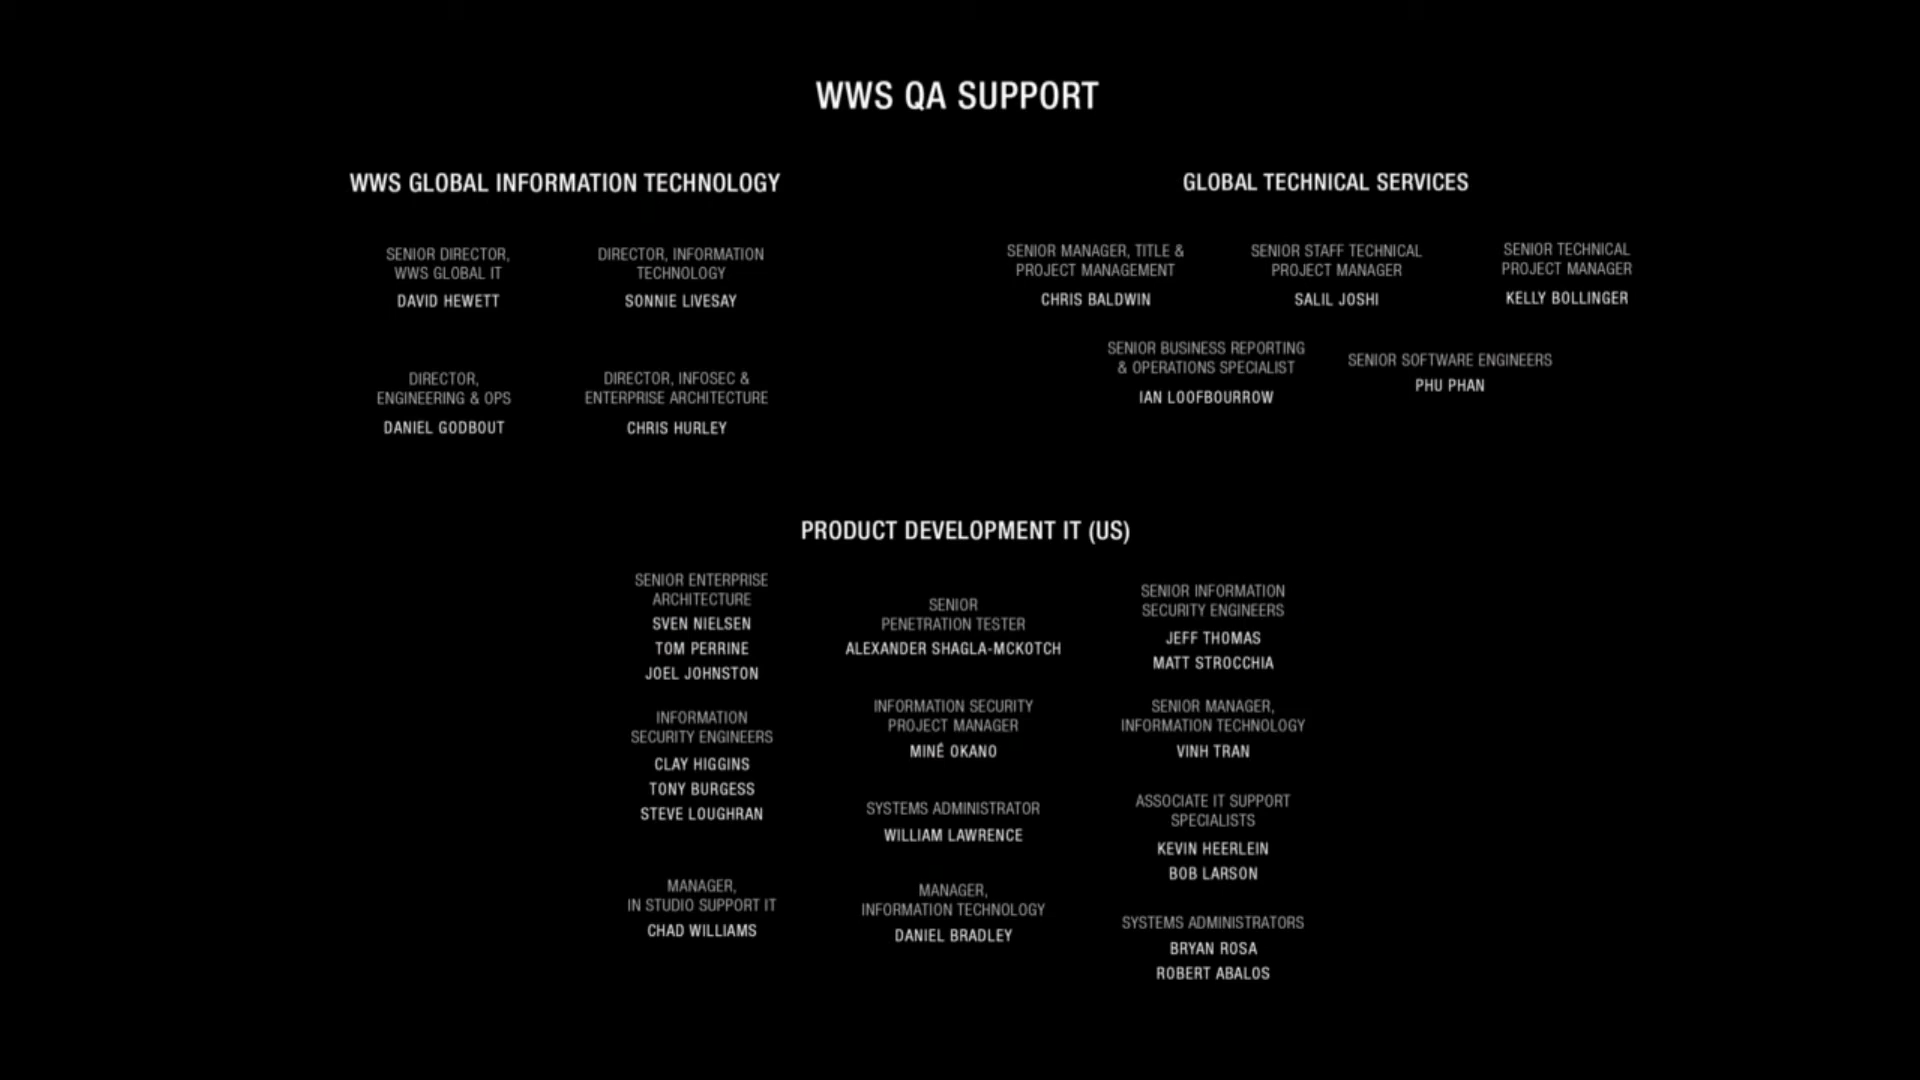 WWS QA SUPPORT
WWS GLOBAL INFORMATION TECHNOLOGY
SENIOR DIRECTOR,
WWS GLOBAL IT
DAVID HEWETT
DIRECTOR, INFORMATION
TECHNOLOGY
SONNIE LIVESAY
DIRECTOR,
ENGINEERING & OPS
DANIEL GODBOUT
DIRECTOR, INFOSEC &
ENTERPRISE ARCHITECTURE
CHRIS HURLEY
GLOBAL TECHNICAL SERVICES
SENIOR MANAGER, TITLE &
PROJECT MANAGEMENT
CHRIS BALDWIN
SENIOR STAFF TECHNICAL
PROJECT MANAGER
SALIL JOSHI
SENIOR TECHNICAL
PROJECT MANAGER
KELLY BOLLINGER
SENIOR BUSINESS REPORTING
& OPERATIONS SPECIALIST
IAN LOOFBOURROW
SENIOR SOFTWARE ENGINEERS
PHU PHAN
PRODUCT DEVELOPMENT IT (US)
SENIOR ENTERPRISE
ARCHITECTURE
SVEN NIELSEN
TOM PERRINE
JOEL JOHNSTON
INFORMATION
SECURITY ENGINEERS
CLAY HIGGINS
TONY BURGESS
STEVE LOUGHRAN
MANAGER,
IN STUDIO SUPPORT IT
CHAD WILLIAMS
SENIOR
PENETRATION TESTER
ALEXANDER SHAGLA-MCKOTCH
INFORMATION SECURITY
PROJECT MANAGER
MINÉ OKANO
SYSTEMS ADMINISTRATOR
WILLIAM LAWRENCE
MANAGER,
INFORMATION TECHNOLOGY
DANIEL BRADLEY
SENIOR INFORMATION
SECURITY ENGINEERS
JEFF THOMAS
MATT STROCCHIA
SENIOR MANAGER,
INFORMATION TECHNOLOGY
VINH TRAN
ASSOCIATE IT SUPPORT
SPECIALISTS
KEVIN HEERLEIN
BOB LARSON
SYSTEMS ADMINISTRATORS
BRYAN ROSA
ROBERT ABALOS